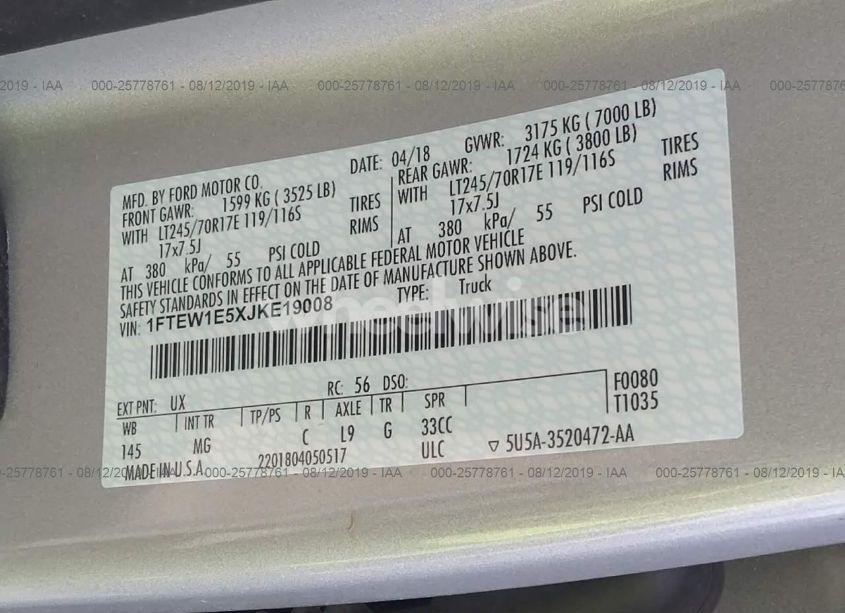 2019 - IAA 000-25778761 - 08/12/2019 - IAA 000-25778761 - 08/12/2019 - IAA 000-25778761 - 08/12/2019 - IAA 000-25778761
MFD. BY FORD MOTOR CO. DATE: 04/18 GVWR: 3175 KG ( 7000 LB)
FRONT GAWR: 1599 KG ( 3525 LB) REAR GAWR: 1724 KG ( 3800 LB)
WITH LT245/70R17E 119/116S TIRES WITH LT245/70R17E 119/116S TIRES
17x7.5J RIMS 17x7.5J RIMS
AT 380 kPa/ 55 PSI COLD AT 380 kPa/ 55 PSI COLD
THIS VEHICLE CONFORMS TO ALL APPLICABLE FEDERAL MOTOR VEHICLE
SAFETY STANDARDS IN EFFECT ON THE DATE OF MANUFACTURE SHOWN ABOVE.
VIN: 1FTEW1E5XJKE19008 TYPE: Truck
wheelwise
EXT PNT: UX RC: 56 DSO: F0080
WB INT TR TP/PS R AXLE TR SPR T1035
145 MG C L9 G 33CC
MADE IN U.S.A. 2201804050517 ULC ▽ 5U5A-3520472-AA
2019 - IAA 000-25778761 - 08/12/2019 - IAA 000-25778761 - 08/12/2019 - IAA 000-25778761 - 08/12/2019 - IAA 000-25778761